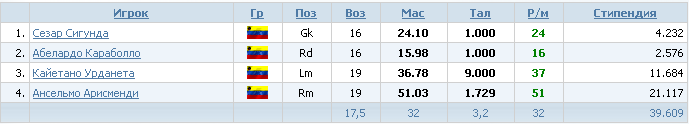 Игрок Гр Поз Воз Мас Тал Р/м Стипендия
1. Сезар Сигунда Gk 16 24.10 1.000 24 4.232
2. Абелардо Караболло Rd 16 15.98 1.000 16 2.576
3. Кайетано Урданета Lm 19 36.78 9.000 37 11.684
4. Ансельмо Арисменди Rm 19 51.03 1.729 51 21.117
17,5 32 3,2 32 39.609